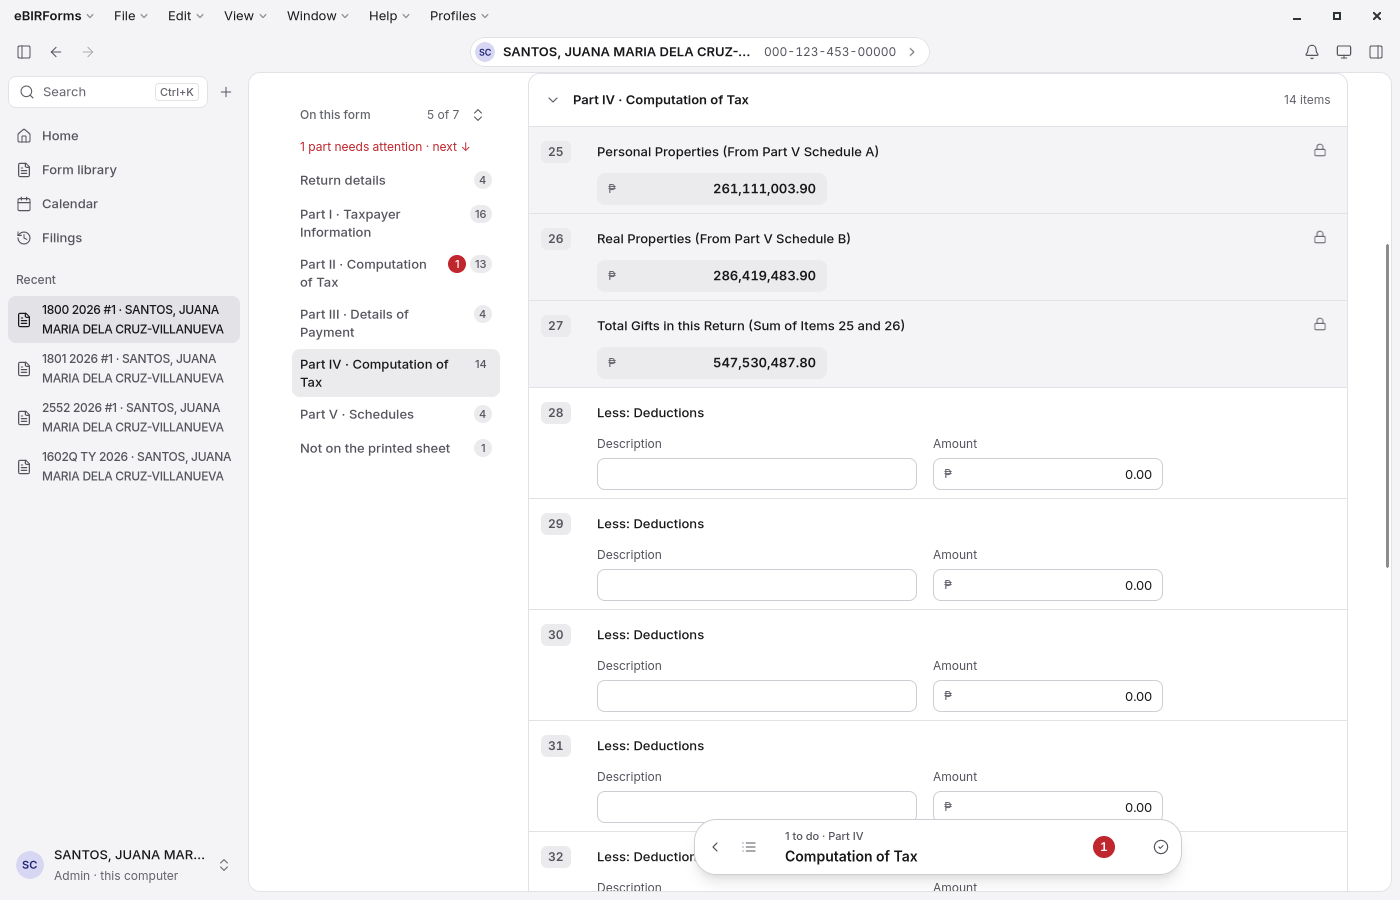 eBIRForms File Edit View Window Help Profiles
SC SANTOS, JUANA MARIA DELA CRUZ-... 000-123-453-00000
Search Ctrl+K
Home
Form library
Calendar
Filings
Recent
1800 2026 #1 · SANTOS, JUANA
MARIA DELA CRUZ-VILLANUEVA
1801 2026 #1 · SANTOS, JUANA
MARIA DELA CRUZ-VILLANUEVA
2552 2026 #1 · SANTOS, JUANA
MARIA DELA CRUZ-VILLANUEVA
1602Q TY 2026 · SANTOS, JUANA
MARIA DELA CRUZ-VILLANUEVA
SC SANTOS, JUANA MAR...
Admin · this computer
On this form 5 of 7
1 part needs attention · next ↓
Return details 4
Part I · Taxpayer 16
Information
Part II · Computation 1 13
of Tax
Part III · Details of 4
Payment
Part IV · Computation of 14
Tax
Part V · Schedules 4
Not on the printed sheet 1
Part IV · Computation of Tax 14 items
25 Personal Properties (From Part V Schedule A)
₱ 261,111,003.90
26 Real Properties (From Part V Schedule B)
₱ 286,419,483.90
27 Total Gifts in this Return (Sum of Items 25 and 26)
₱ 547,530,487.80
28 Less: Deductions
Description Amount
₱ 0.00
29 Less: Deductions
Description Amount
₱ 0.00
30 Less: Deductions
Description Amount
₱ 0.00
31 Less: Deductions
Description Amount
₱ 0.00
32 Less: Deduction
Description Amount
1 to do · Part IV
Computation of Tax 1